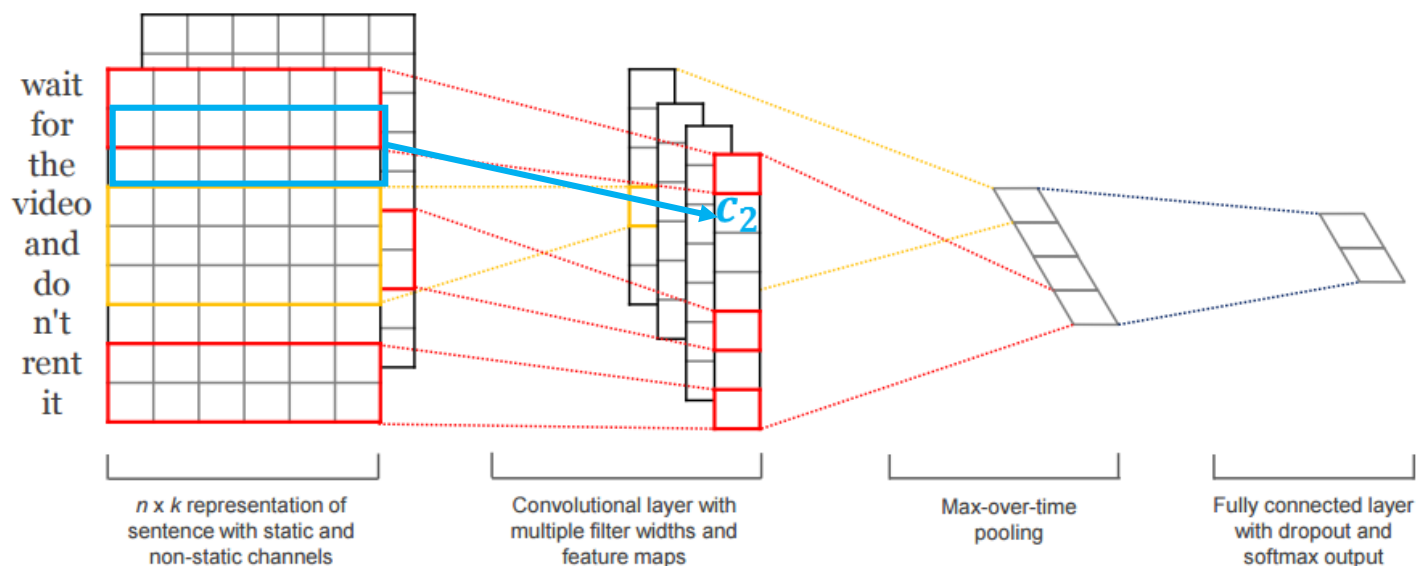 wait
for
the
video
and
do
n't
rent
it
c₂
n x k representation of
sentence with static and
non-static channels
Convolutional layer with
multiple filter widths and
feature maps
Max-over-time
pooling
Fully connected layer
with dropout and
softmax output